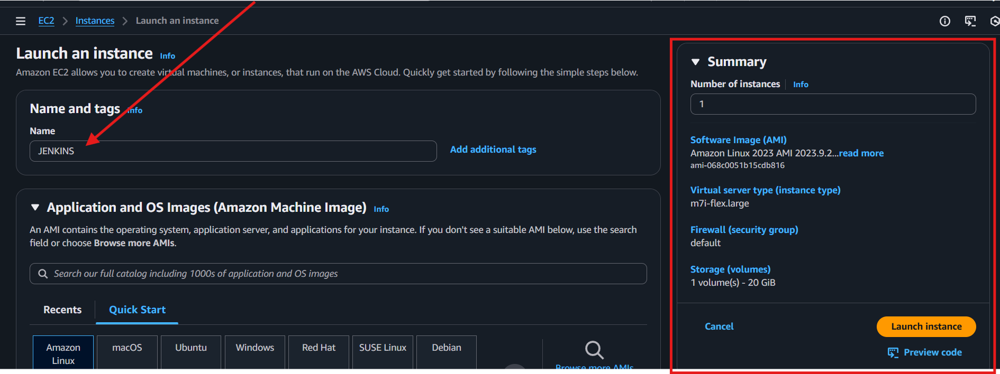 EC2 > Instances > Launch an instance
Launch an instance Info
Amazon EC2 allows you to create virtual machines, or instances, that run on the AWS Cloud. Quickly get started by following the simple steps below.
Name and tags Info
Name
JENKINS
Add additional tags
Application and OS Images (Amazon Machine Image) Info
An AMI contains the operating system, application server, and applications for your instance. If you don't see a suitable AMI below, use the search
field or choose Browse more AMIs.
Search our full catalog including 1000s of application and OS images
Recents
Quick Start
Amazon
Linux
macOS
Ubuntu
Windows
Red Hat
SUSE Linux
Debian
Browse more AMIs
Summary
Number of instances Info
1
Software Image (AMI)
Amazon Linux 2023 AMI 2023.9.2...read more
ami-068c0051b15cdb816
Virtual server type (instance type)
m7i-flex.large
Firewall (security group)
default
Storage (volumes)
1 volume(s) - 20 GiB
Cancel
Launch instance
Preview code